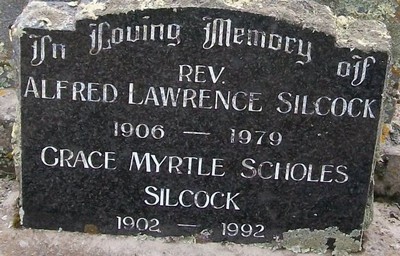 In Loving Memory of
REV.
ALFRED LAWRENCE SILCOCK
1906 — 1979
GRACE MYRTLE SCHOLES
SILCOCK
1902 — 1992